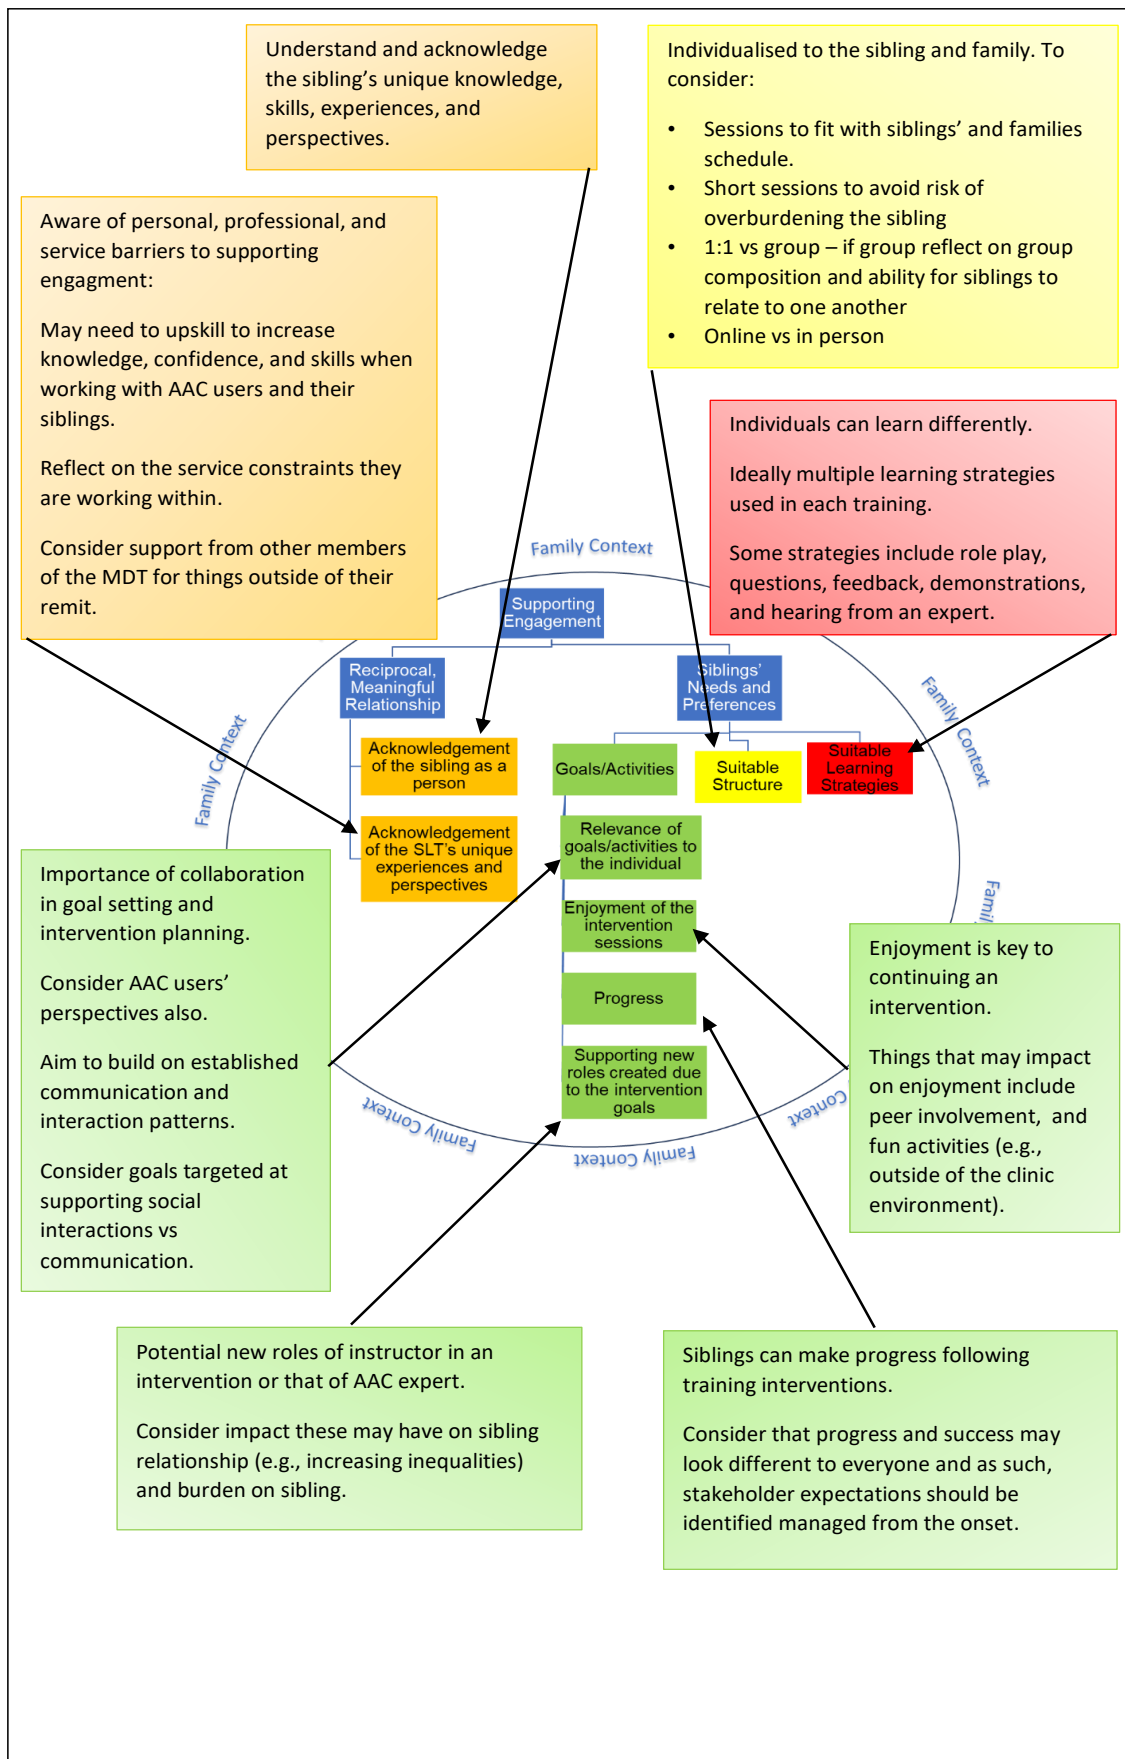 Understand and acknowledge
the sibling’s unique knowledge,
skills, experiences, and
perspectives.
Individualised to the sibling and family. To
consider:
• Sessions to fit with siblings’ and families
schedule.
• Short sessions to avoid risk of
overburdening the sibling
• 1:1 vs group – if group reflect on group
composition and ability for siblings to
relate to one another
• Online vs in person
Aware of personal, professional, and
service barriers to supporting
engagment:
May need to upskill to increase
knowledge, confidence, and skills when
working with AAC users and their
siblings.
Reflect on the service constraints they
are working within.
Consider support from other members
of the MDT for things outside of their
remit.
Individuals can learn differently.
Ideally multiple learning strategies
used in each training.
Some strategies include role play,
questions, feedback, demonstrations,
and hearing from an expert.
Family Context
Supporting
Engagement
Reciprocal,
Meaningful
Relationship
Siblings’
Needs and
Preferences
Family Context
Family Context
Acknowledgement
of the sibling as a
person
Goals/Activities
Suitable
Structure
Suitable
Learning
Strategies
Acknowledgement
of the SLT’s unique
experiences and
perspectives
Relevance of
goals/activities to
the individual
Enjoyment of the
intervention
sessions
Progress
Supporting new
roles created due
to the intervention
goals
Family
Context
Family Context
Family Context
Importance of collaboration
in goal setting and
intervention planning.
Consider AAC users’
perspectives also.
Aim to build on established
communication and
interaction patterns.
Consider goals targeted at
supporting social
interactions vs
communication.
Enjoyment is key to
continuing an
intervention.
Things that may impact
on enjoyment include
peer involvement, and
fun activities (e.g.,
outside of the clinic
environment).
Potential new roles of instructor in an
intervention or that of AAC expert.
Consider impact these may have on sibling
relationship (e.g., increasing inequalities)
and burden on sibling.
Siblings can make progress following
training interventions.
Consider that progress and success may
look different to everyone and as such,
stakeholder expectations should be
identified managed from the onset.